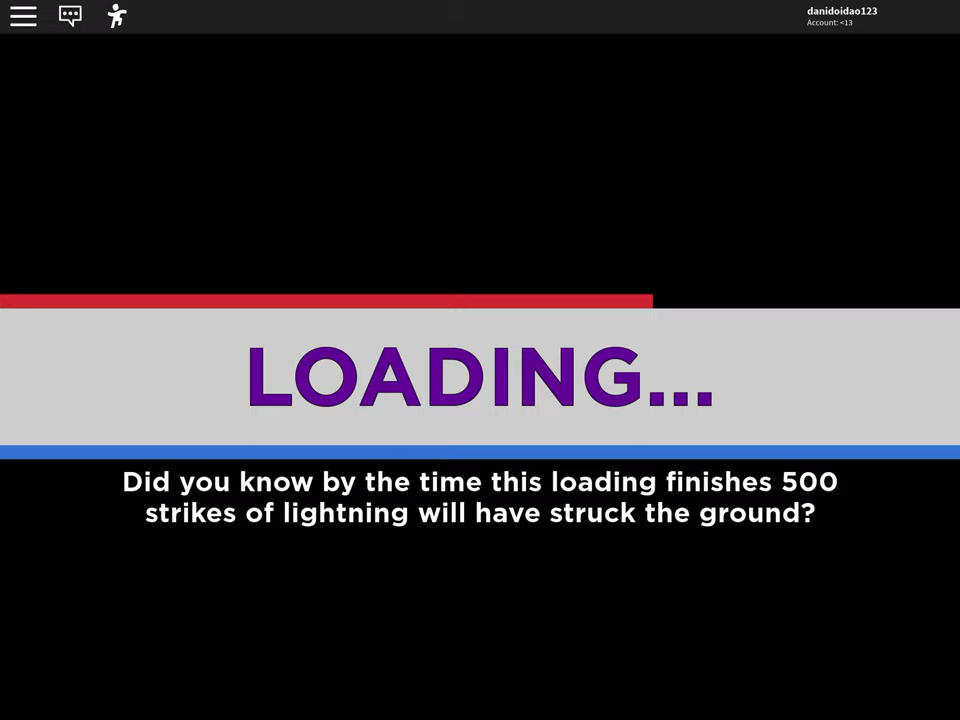 danidoidao123
Account: <13
LOADING...
Did you know by the time this loading finishes 500
strikes of lightning will have struck the ground?